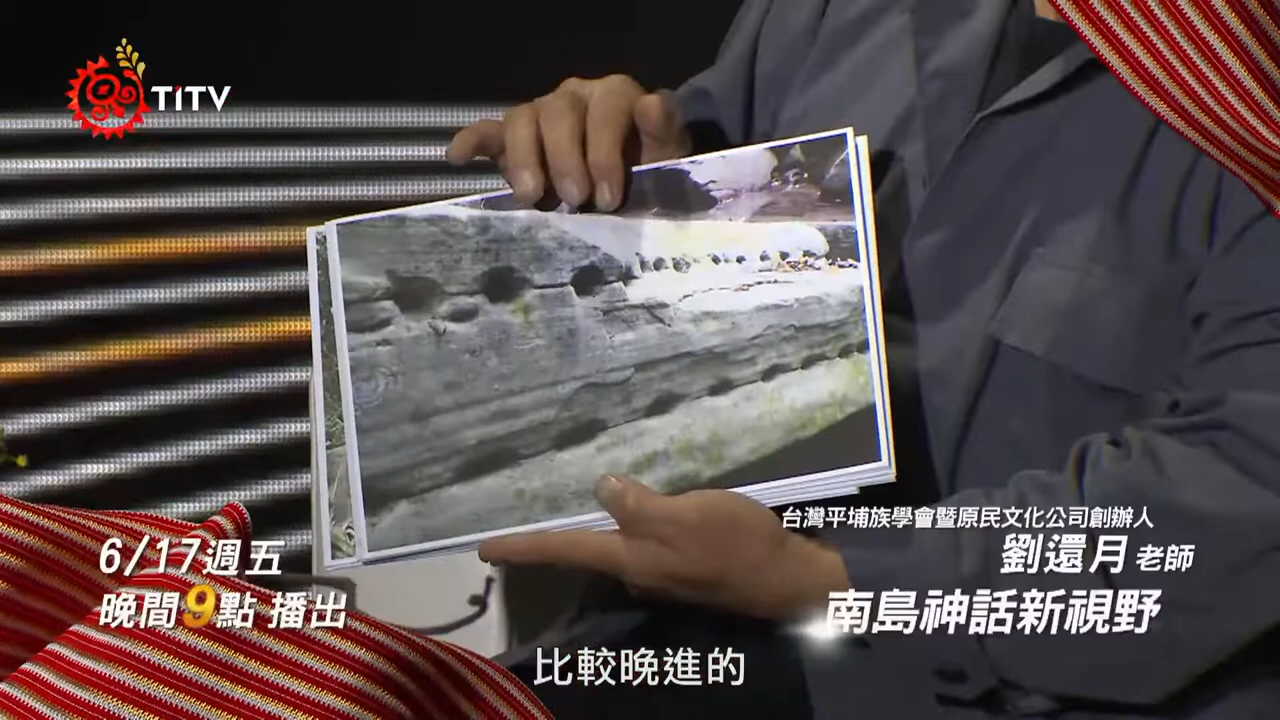 TITV
台灣平埔族學會暨原民文化公司創辦人
劉還月 老師
南島神話新視野
6/17週五
晚間9點 播出
比較晚進的